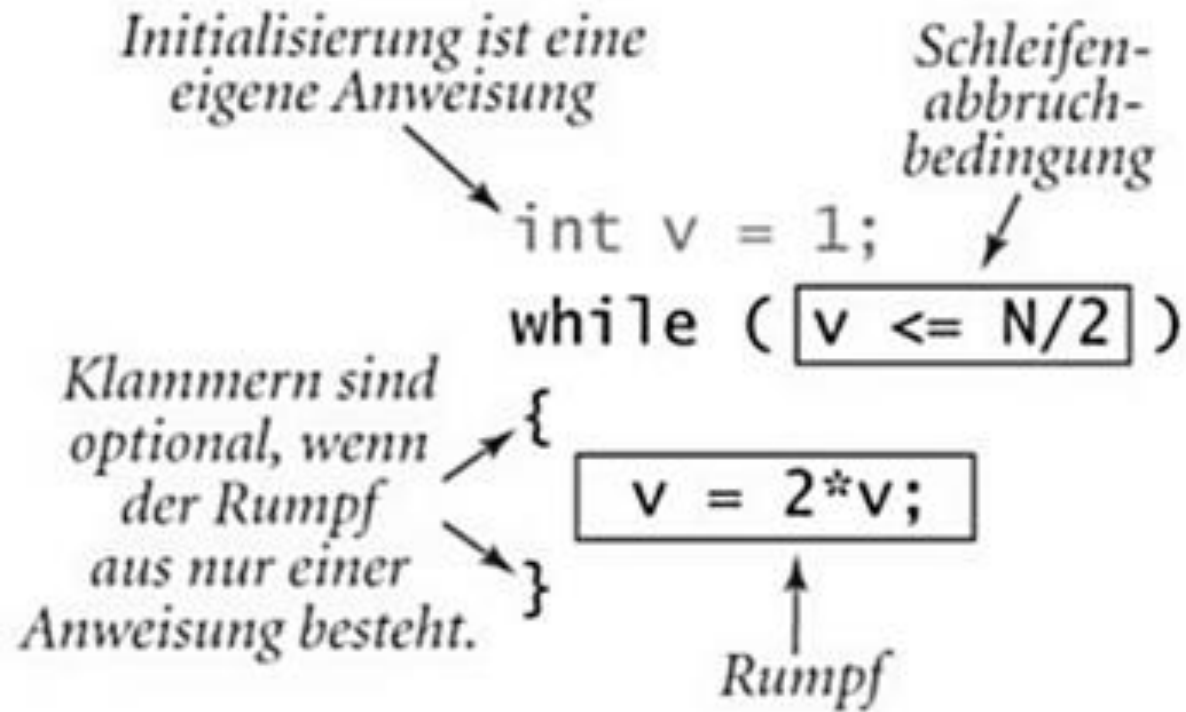 Initialisierung ist eine
eigene Anweisung
Schleifen-
abbruch-
bedingung
int v = 1;
while ( v <= N/2 )
Klammern sind
optional, wenn
der Rumpf
aus nur einer
Anweisung besteht.
{
v = 2*v;
}
Rumpf